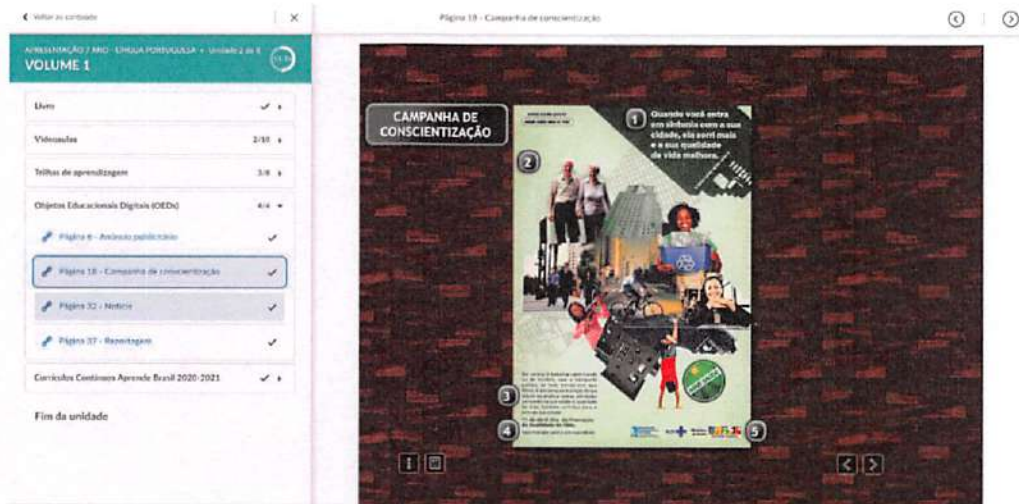 Voltar ao conteúdo
Página 18 - Campanha de conscientização
APRESENTAÇÃO 7 ANO - LÍNGUA PORTUGUESA • Unidade 2 de 8
VOLUME 1
Livro
Videoaulas
2/10
Trilhas de aprendizagem
3/8
Objetos Educacionais Digitais (OEDs)
4/4
Página 6 - Anúncio publicitário
Página 18 - Campanha de conscientização
Página 32 - Notícia
Página 37 - Reportagem
Currículos Contínuos Aprende Brasil 2020-2021
Fim da unidade
CAMPANHA DE
CONSCIENTIZAÇÃO
1
Quando você entra
em sintonia com a sua
cidade, ela sorri mais
e a sua qualidade
de vida melhora.
2
3
4
5